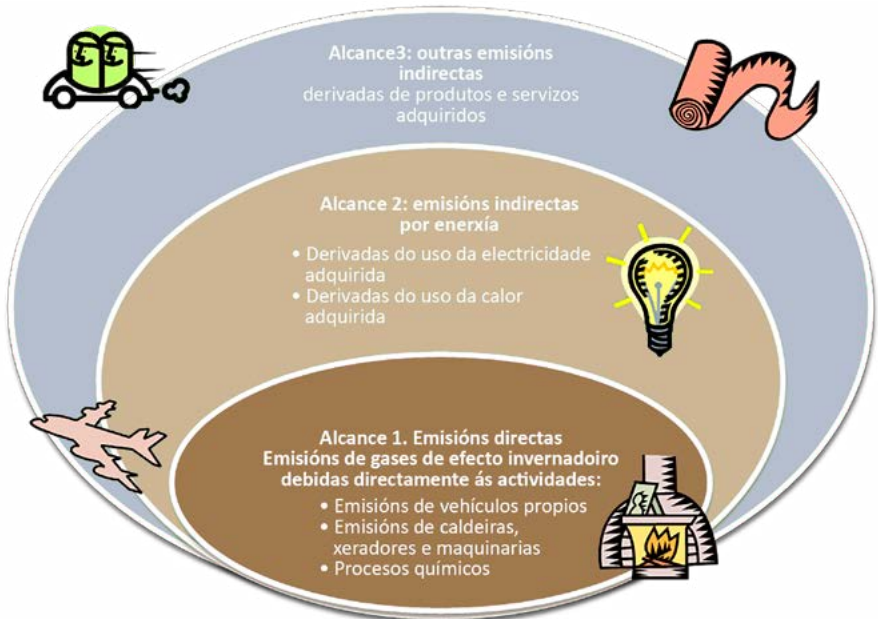 Alcance3: outras emisións
indirectas
derivadas de produtos e servizos
adquiridos
Alcance 2: emisións indirectas
por enerxía
• Derivadas do uso da electricidade
adquirida
• Derivadas do uso da calor
adquirida
Alcance 1. Emisións directas
Emisións de gases de efecto invernadoiro
debidas directamente ás actividades:
• Emisións de vehículos propios
• Emisións de caldeiras,
xeradores e maquinarias
• Procesos químicos